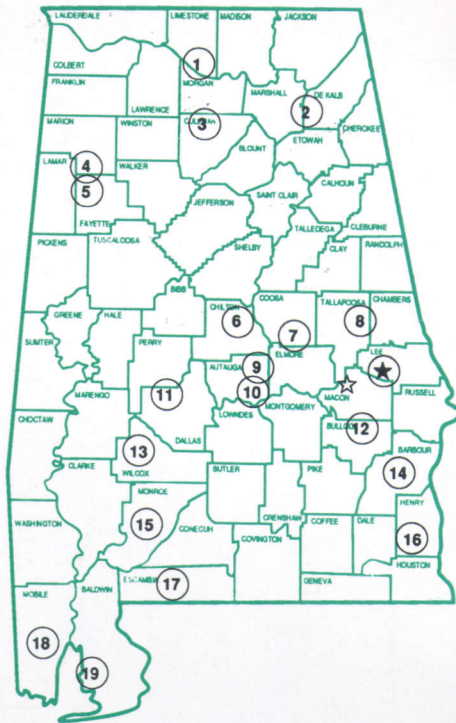 LAUDERDALE
LIMESTONE
MADISON
JACKSON
COLBERT
1
MORGAN
FRANKLIN
LAWRENCE
MARSHALL
2
DE KALB
MARION
WINSTON
3
CULLMAN
CHEROKEE
ETOWAH
BLOUNT
LAMAR
4
WALKER
5
CALHOUN
SAINT CLAIR
JEFFERSON
FAYETTE
TALLEDEGA
CLEBURNE
PICKENS
TUSCALOOSA
SHELBY
CLAY
RANDOLPH
BIBB
CHILTON
COOSA
TALLAPOOSA
CHAMBERS
GREENE
HALE
6
7
8
SUMTER
PERRY
ELMORE
LEE
AUTAUGA
9
MARENGO
11
10
MACON
RUSSELL
CHOCTAW
LOWNDES
MONTGOMERY
12
DALLAS
13
BARBOUR
CLARKE
WILCOX
BUTLER
PIKE
14
MONROE
HENRY
WASHINGTON
15
CONECUH
CRENSHAW
COFFEE
DALE
16
COVINGTON
HOUSTON
MOBILE
BALDWIN
17
GENEVA
18
19